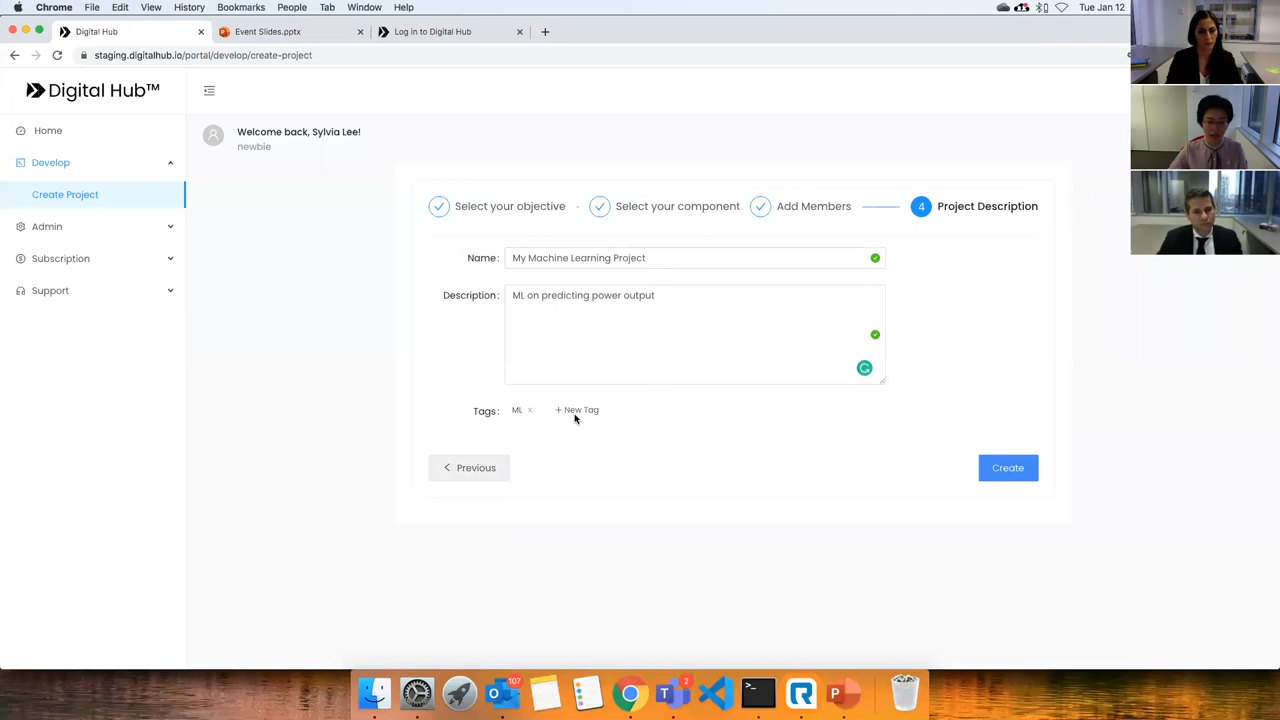 Chrome File Edit View History Bookmarks People Tab Window Help Tue Jan 12
Digital Hub Event Slides.pptx Log in to Digital Hub
staging.digitalhub.io/portal/develop/create-project
Digital Hub™
Home
Develop
Create Project
Admin
Subscription
Support
Welcome back, Sylvia Lee!
newbie
Select your objective Select your component Add Members 4 Project Description
Name: My Machine Learning Project
Description: ML on predicting power output
Tags: ML × + New Tag
< Previous Create
107 2